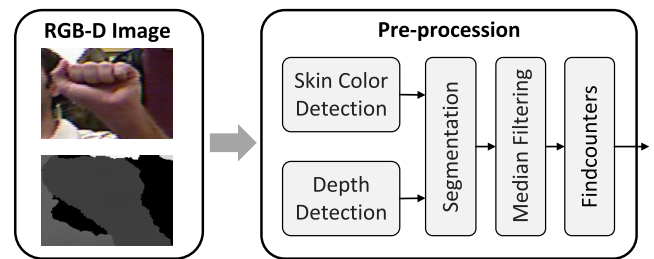 RGB-D Image
Pre-procession
Skin Color
Detection
Depth
Detection
Segmentation
Median Filtering
Findcounters